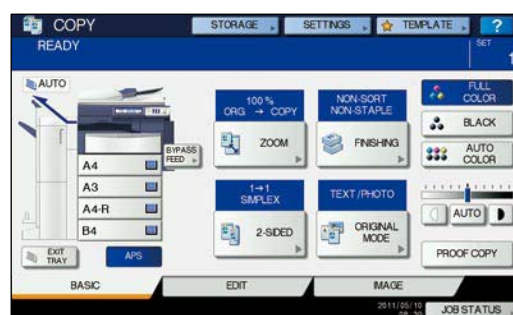 COPY
STORAGE
SETTINGS
TEMPLATE
?
READY
SET
1
AUTO
100 %
ORG → COPY
ZOOM
NON-SORT
NON-STAPLE
FINISHING
FULL
COLOR
BLACK
AUTO
COLOR
BYPASS
FEED
A4
A3
A4-R
B4
1→1
SIMPLEX
2-SIDED
TEXT/PHOTO
ORIGINAL
MODE
AUTO
EXIT
TRAY
APS
PROOF COPY
BASIC
EDIT
IMAGE
2011/05/10
JOB STATUS